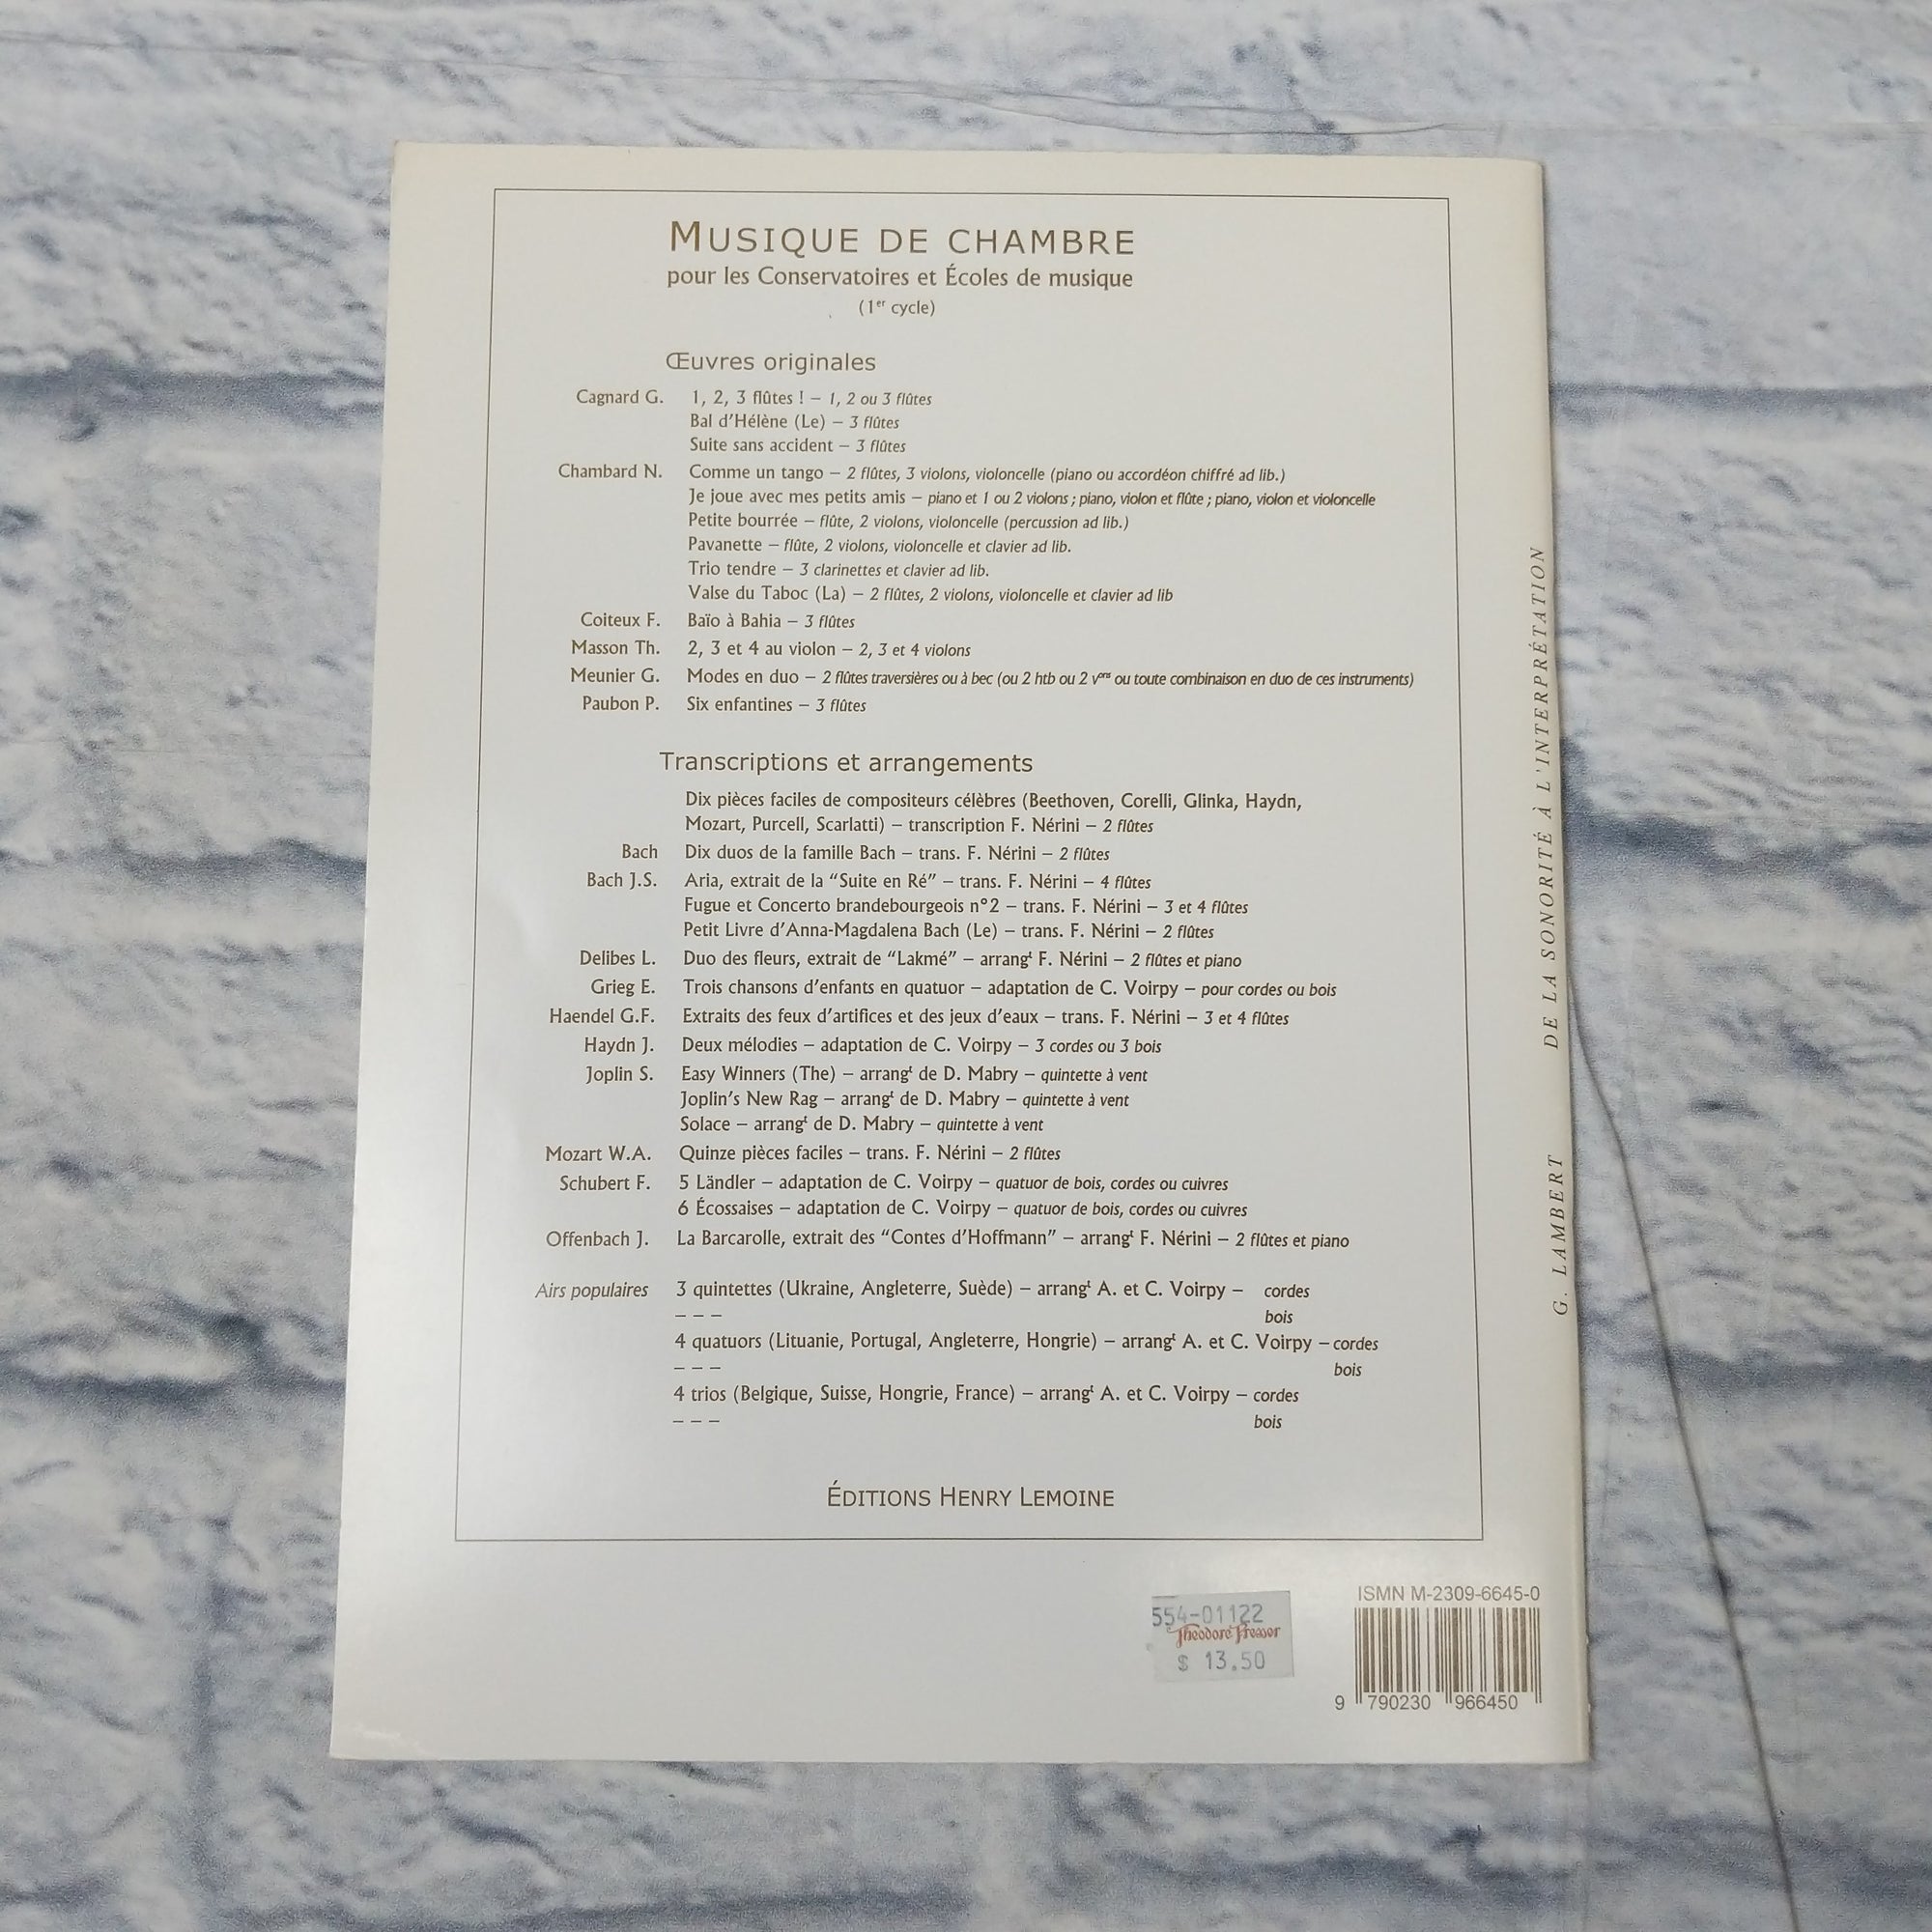 MUSIQUE DE CHAMBRE
pour les Conservatoires et Écoles de musique
(1er cycle)
Œuvres originales
Cagnard G. 1, 2, 3 flûtes ! – 1, 2 ou 3 flûtes
Bal d'Hélène (Le) – 3 flûtes
Suite sans accident – 3 flûtes
Chambard N. Comme un tango – 2 flûtes, 3 violons, violoncelle (piano ou accordéon chiffré ad lib.)
Je joue avec mes petits amis – piano et 1 ou 2 violons ; piano, violon et flûte ; piano, violon et violoncelle
Petite bourrée – flûte, 2 violons, violoncelle (percussion ad lib.)
Pavanette – flûte, 2 violons, violoncelle et clavier ad lib.
Trio tendre – 3 clarinettes et clavier ad lib.
Valse du Taboc (La) – 2 flûtes, 2 violons, violoncelle et clavier ad lib
Coiteux F. Baïo à Bahia – 3 flûtes
Masson Th. 2, 3 et 4 au violon – 2, 3 et 4 violons
Meunier G. Modes en duo – 2 flûtes traversières ou à bec (ou 2 htb ou 2 vons ou toute combinaison en duo de ces instruments)
Paubon P. Six enfantines – 3 flûtes
Transcriptions et arrangements
Dix pièces faciles de compositeurs célèbres (Beethoven, Corelli, Glinka, Haydn,
Mozart, Purcell, Scarlatti) – transcription F. Nérini – 2 flûtes
Bach Dix duos de la famille Bach – trans. F. Nérini – 2 flûtes
Bach J.S. Aria, extrait de la “Suite en Ré” – trans. F. Nérini – 4 flûtes
Fugue et Concerto brandebourgeois n°2 – trans. F. Nérini – 3 et 4 flûtes
Petit Livre d'Anna-Magdalena Bach (Le) – trans. F. Nérini – 2 flûtes
Delibes L. Duo des fleurs, extrait de “Lakmé” – arrangt F. Nérini – 2 flûtes et piano
Grieg E. Trois chansons d'enfants en quatuor – adaptation de C. Voirpy – pour cordes ou bois
Haendel G.F. Extraits des feux d'artifices et des jeux d'eaux – trans. F. Nérini – 3 et 4 flûtes
Haydn J. Deux mélodies – adaptation de C. Voirpy – 3 cordes ou 3 bois
Joplin S. Easy Winners (The) – arrangt de D. Mabry – quintette à vent
Joplin's New Rag – arrangt de D. Mabry – quintette à vent
Solace – arrangt de D. Mabry – quintette à vent
Mozart W.A. Quinze pièces faciles – trans. F. Nérini – 2 flûtes
Schubert F. 5 Ländler – adaptation de C. Voirpy – quatuor de bois, cordes ou cuivres
6 Écossaises – adaptation de C. Voirpy – quatuor de bois, cordes ou cuivres
Offenbach J. La Barcarolle, extrait des “Contes d'Hoffmann” – arrangt F. Nérini – 2 flûtes et piano
Airs populaires 3 quintettes (Ukraine, Angleterre, Suède) – arrangt A. et C. Voirpy – cordes
– – – bois
4 quatuors (Lituanie, Portugal, Angleterre, Hongrie) – arrangt A. et C. Voirpy – cordes
– – – bois
4 trios (Belgique, Suisse, Hongrie, France) – arrangt A. et C. Voirpy – cordes
– – – bois
ÉDITIONS HENRY LEMOINE
554-01122
Theodore Presser
$ 13.50
ISMN M-2309-6645-0
9 790230 966450
G. LAMBERT DE LA SONORITÉ À L'INTERPRÉTATION